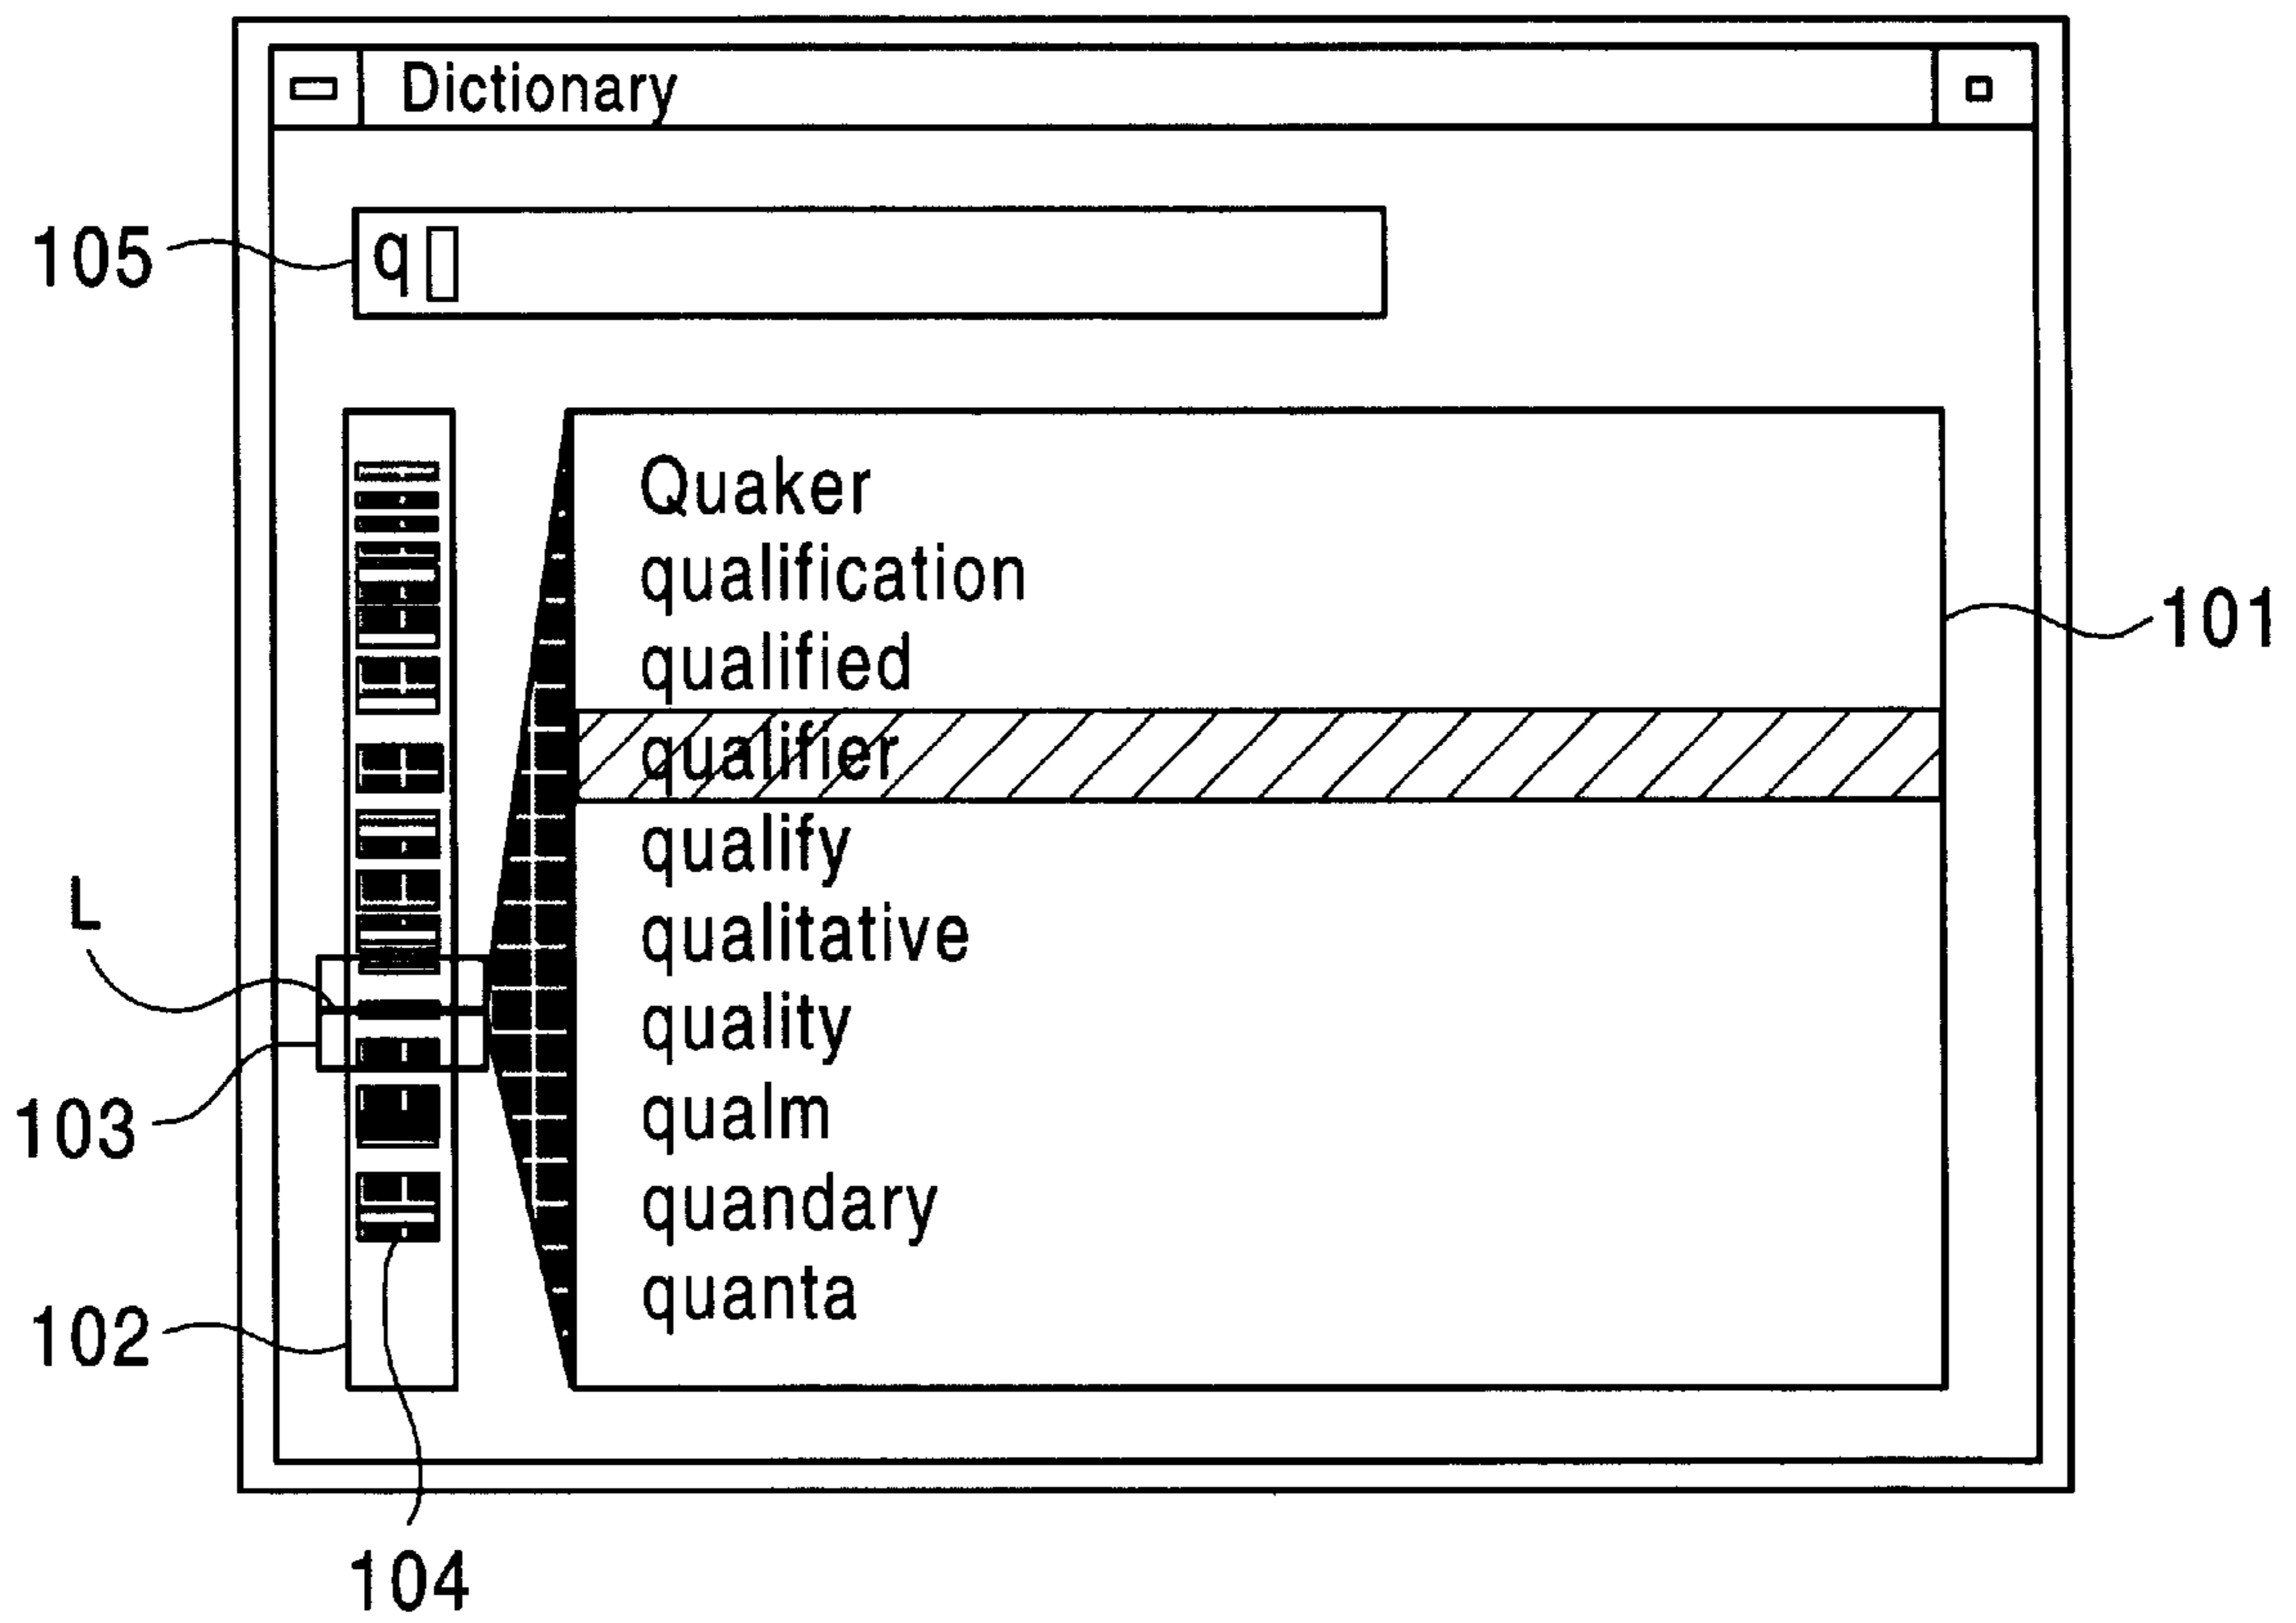 Dictionary
105
q
Quaker
qualification
101
qualified
qualifier
qualify
L
qualitative
quality
103
qualm
quandary
quanta
102
104